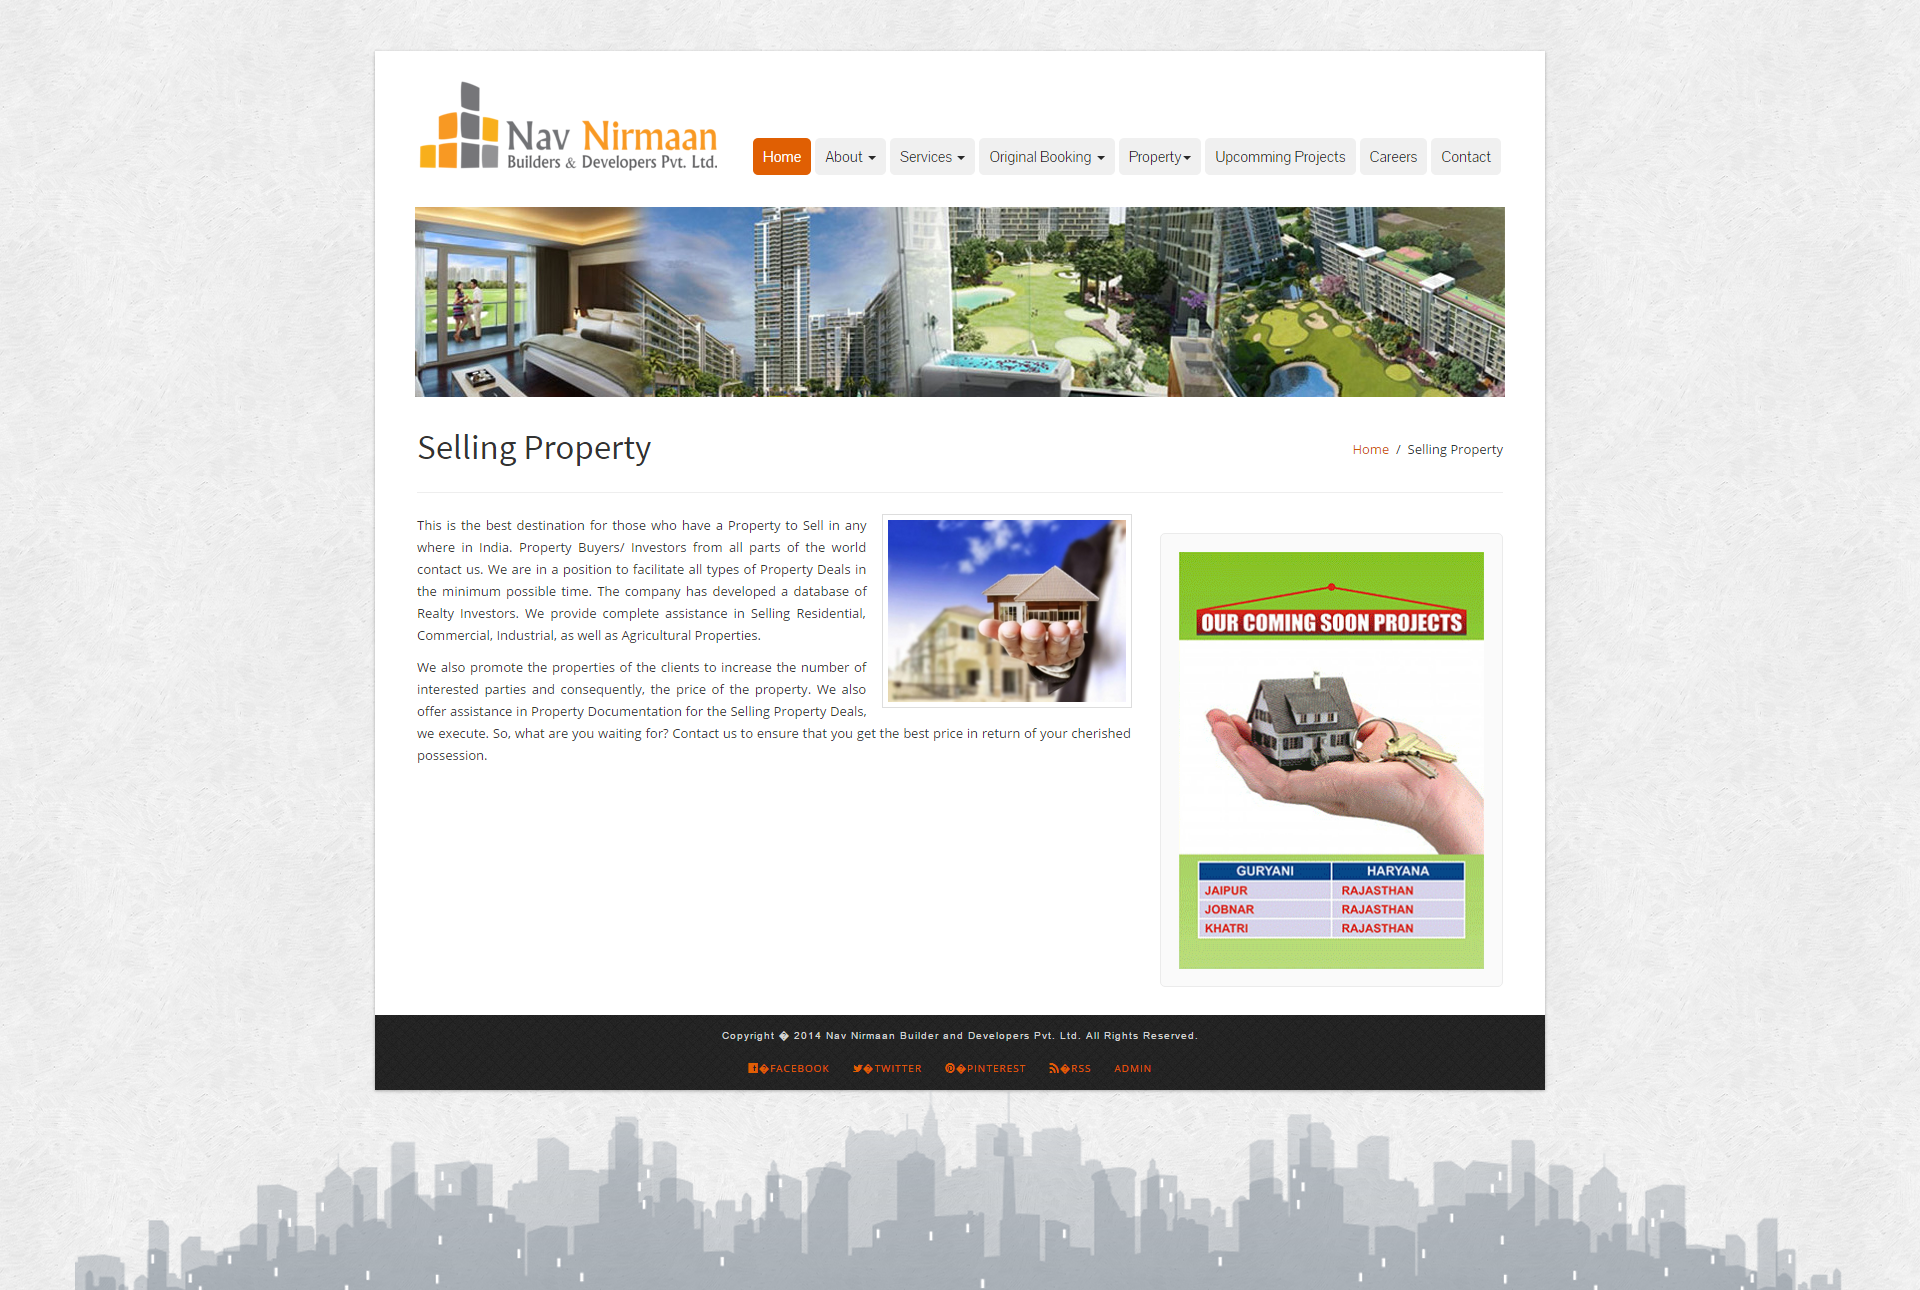 Nav Nirmaan
Builders & Developers Pvt. Ltd.
Home About Services Original Booking Property Upcomming Projects Careers Contact
Selling Property
Home / Selling Property
This is the best destination for those who have a Property to Sell in any
where in India. Property Buyers/ Investors from all parts of the world
contact us. We are in a position to facilitate all types of Property Deals in
the minimum possible time. The company has developed a database of
Realty Investors. We provide complete assistance in Selling Residential,
Commercial, Industrial, as well as Agricultural Properties.
We also promote the properties of the clients to increase the number of
interested parties and consequently, the price of the property. We also
offer assistance in Property Documentation for the Selling Property Deals,
we execute. So, what are you waiting for? Contact us to ensure that you get the best price in return of your cherished
possession.
OUR COMING SOON PROJECTS
GURYANI HARYANA
JAIPUR RAJASTHAN
JOBNAR RAJASTHAN
KHATRI RAJASTHAN
Copyright � 2014 Nav Nirmaan Builder and Developers Pvt. Ltd. All Rights Reserved.
�FACEBOOK �TWITTER �PINTEREST �RSS ADMIN